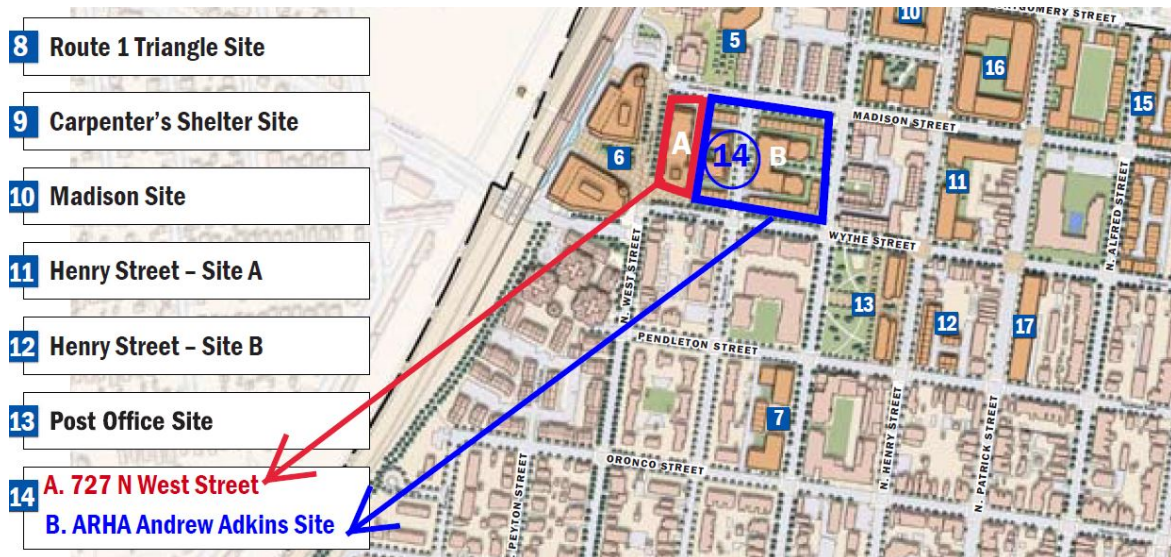 8 Route 1 Triangle Site
9 Carpenter's Shelter Site
10 Madison Site
11 Henry Street – Site A
12 Henry Street – Site B
13 Post Office Site
14 A. 727 N West Street
B. ARHA Andrew Adkins Site
MONTGOMERY STREET
10
5
16
15
MADISON STREET
A
14
B
6
11
N. ALFRED STREET
WYTHE STREET
N. WEST STREET
13
12
17
PENDLETON STREET
7
N. HENRY STREET
N. PATRICK STREET
ORONCO STREET
PEYTON STREET